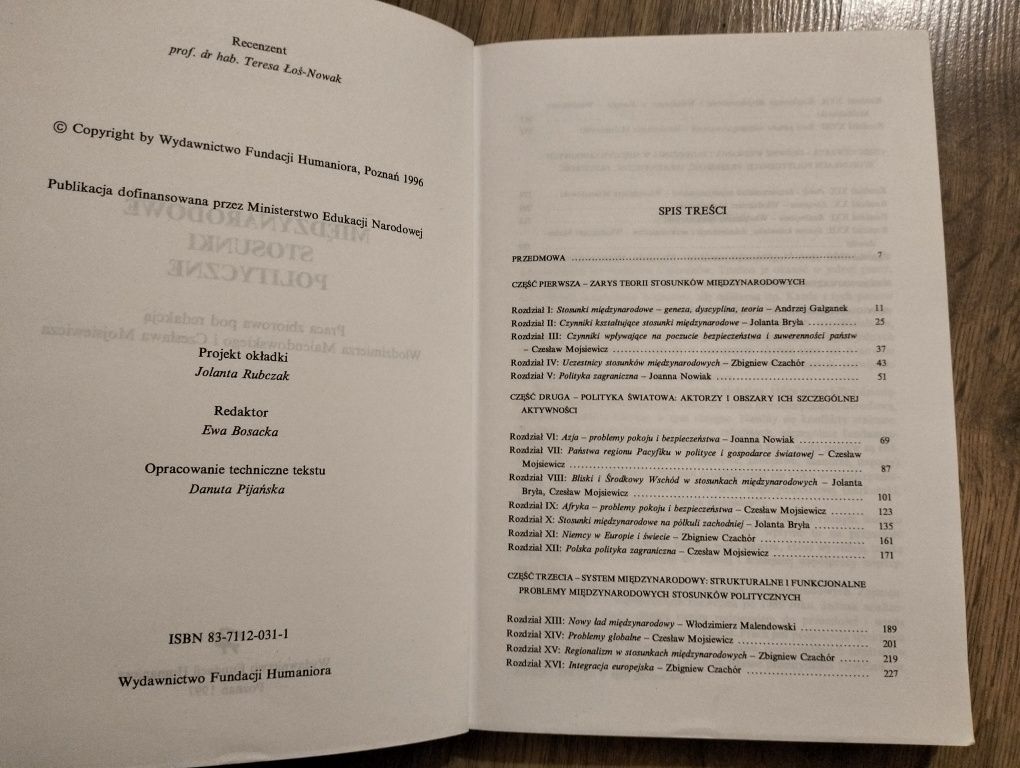 Recenzent
prof. dr hab. Teresa Łoś-Nowak
© Copyright by Wydawnictwo Fundacji Humaniora, Poznań 1996
Publikacja dofinansowana przez Ministerstwo Edukacji Narodowej
MIĘDZYNARODOWE
STOSUNKI
POLITYCZNE
Praca zbiorowa pod redakcją
Włodzimierza Malendowskiego i Czesława Mojsiewicza
Projekt okładki
Jolanta Rubczak
Redaktor
Ewa Bosacka
Opracowanie techniczne tekstu
Danuta Pijańska
ISBN 83-7112-031-1
Wydawnictwo Fundacji Humaniora
SPIS TREŚCI
PRZEDMOWA ........................................ 7
CZĘŚĆ PIERWSZA – ZARYS TEORII STOSUNKÓW MIĘDZYNARODOWYCH
Rozdział I: Stosunki międzynarodowe – geneza, dyscyplina, teoria – Andrzej Gałganek 11
Rozdział II: Czynniki kształtujące stosunki międzynarodowe – Jolanta Bryła ........ 25
Rozdział III: Czynniki wpływające na poczucie bezpieczeństwa i suwerenności państw
– Czesław Mojsiewicz ........................................ 37
Rozdział IV: Uczestnicy stosunków międzynarodowych – Zbigniew Czachór ........ 43
Rozdział V: Polityka zagraniczna – Joanna Nowiak ........................ 51
CZĘŚĆ DRUGA – POLITYKA ŚWIATOWA: AKTORZY I OBSZARY ICH SZCZEGÓLNEJ
AKTYWNOŚCI
Rozdział VI: Azja – problemy pokoju i bezpieczeństwa – Joanna Nowiak ........ 69
Rozdział VII: Państwa regionu Pacyfiku w polityce i gospodarce światowej – Czesław
Mojsiewicz ........................................ 87
Rozdział VIII: Bliski i Środkowy Wschód w stosunkach międzynarodowych – Jolanta
Bryła, Czesław Mojsiewicz ........................................ 101
Rozdział IX: Afryka – problemy pokoju i bezpieczeństwa – Czesław Mojsiewicz ........ 123
Rozdział X: Stosunki międzynarodowe na półkuli zachodniej – Jolanta Bryła ........ 135
Rozdział XI: Niemcy w Europie i świecie – Zbigniew Czachór ................ 161
Rozdział XII: Polska polityka zagraniczna – Czesław Mojsiewicz ................ 171
CZĘŚĆ TRZECIA – SYSTEM MIĘDZYNARODOWY: STRUKTURALNE I FUNKCJONALNE
PROBLEMY MIĘDZYNARODOWYCH STOSUNKÓW POLITYCZNYCH
Rozdział XIII: Nowy ład międzynarodowy – Włodzimierz Malendowski ........ 189
Rozdział XIV: Problemy globalne – Czesław Mojsiewicz ................ 201
Rozdział XV: Regionalizm w stosunkach międzynarodowych – Zbigniew Czachór ........ 219
Rozdział XVI: Integracja europejska – Zbigniew Czachór ................ 227